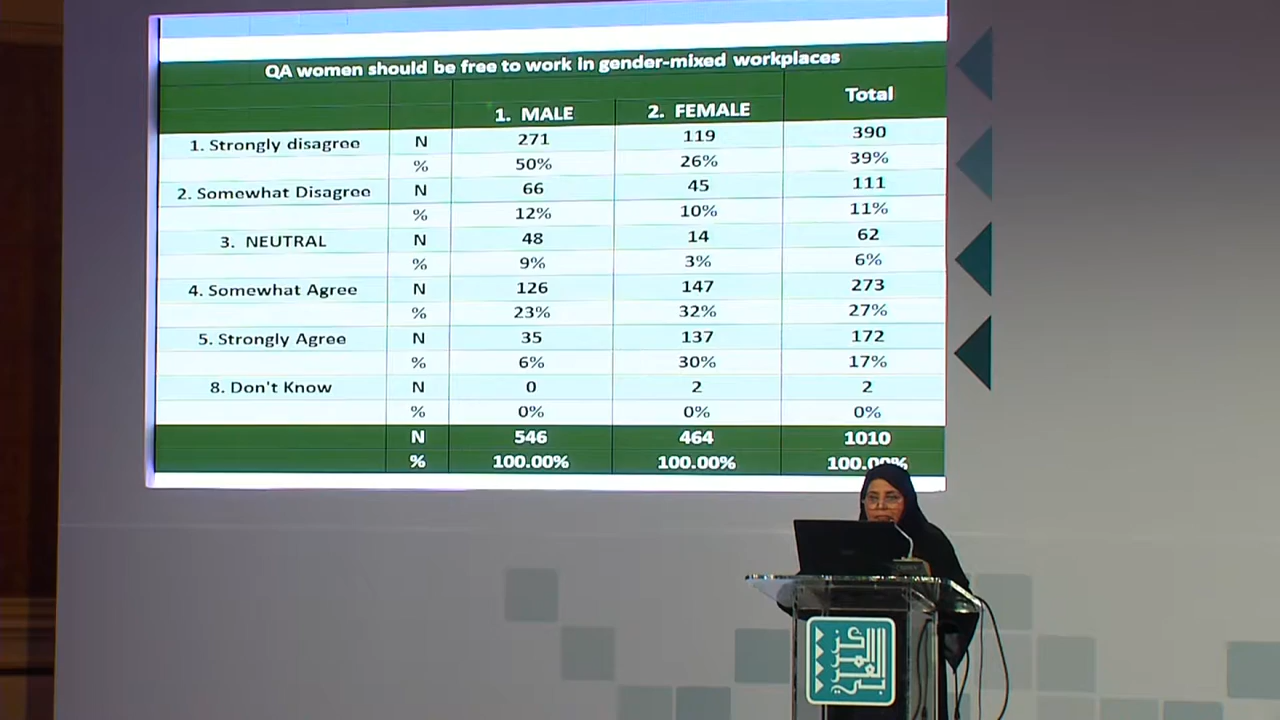 QA women should be free to work in gender-mixed workplaces
1. MALE 2. FEMALE Total
1. Strongly disagree N 271 119 390
% 50% 26% 39%
2. Somewhat Disagree N 66 45 111
% 12% 10% 11%
3. NEUTRAL N 48 14 62
% 9% 3% 6%
4. Somewhat Agree N 126 147 273
% 23% 32% 27%
5. Strongly Agree N 35 137 172
% 6% 30% 17%
8. Don't Know N 0 2 2
% 0% 0% 0%
N 546 464 1010
% 100.00% 100.00% 100.00%